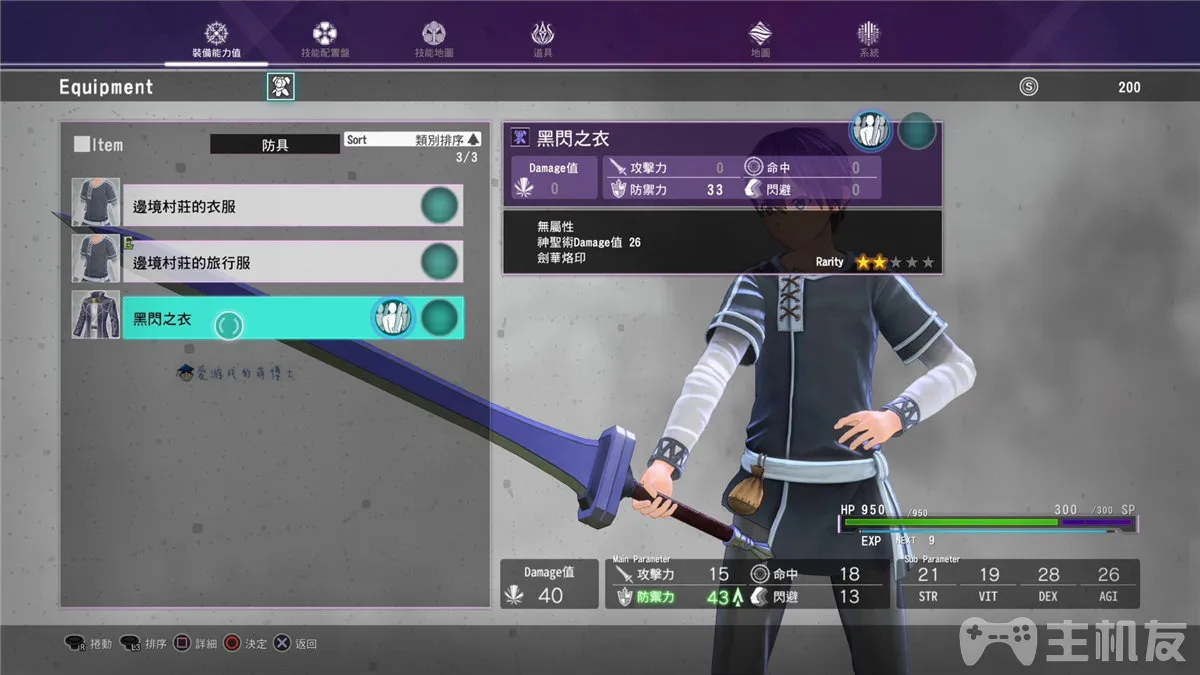 裝備能力值 技能配置盤 技能地圖 道具 地圖 系統
Equipment
S 200
Item 防具 Sort 類別排序
3/3
邊境村莊的衣服
E
邊境村莊的旅行服
黑閃之衣
愛游戏的萌博士
黑閃之衣
Damage值 0
攻擊力 0 命中 0
防禦力 33 閃避 0
無屬性
神聖術Damage值 26
劍華烙印
Rarity
HP 950 /950 300 /300 SP
EXP NEXT 9
Damage值 40
Main Parameter
攻擊力 15 命中 18
防禦力 43 閃避 13
Sub Parameter
21 19 28 26
STR VIT DEX AGI
R 捲動 L3 排序 詳細 決定 返回
主机友